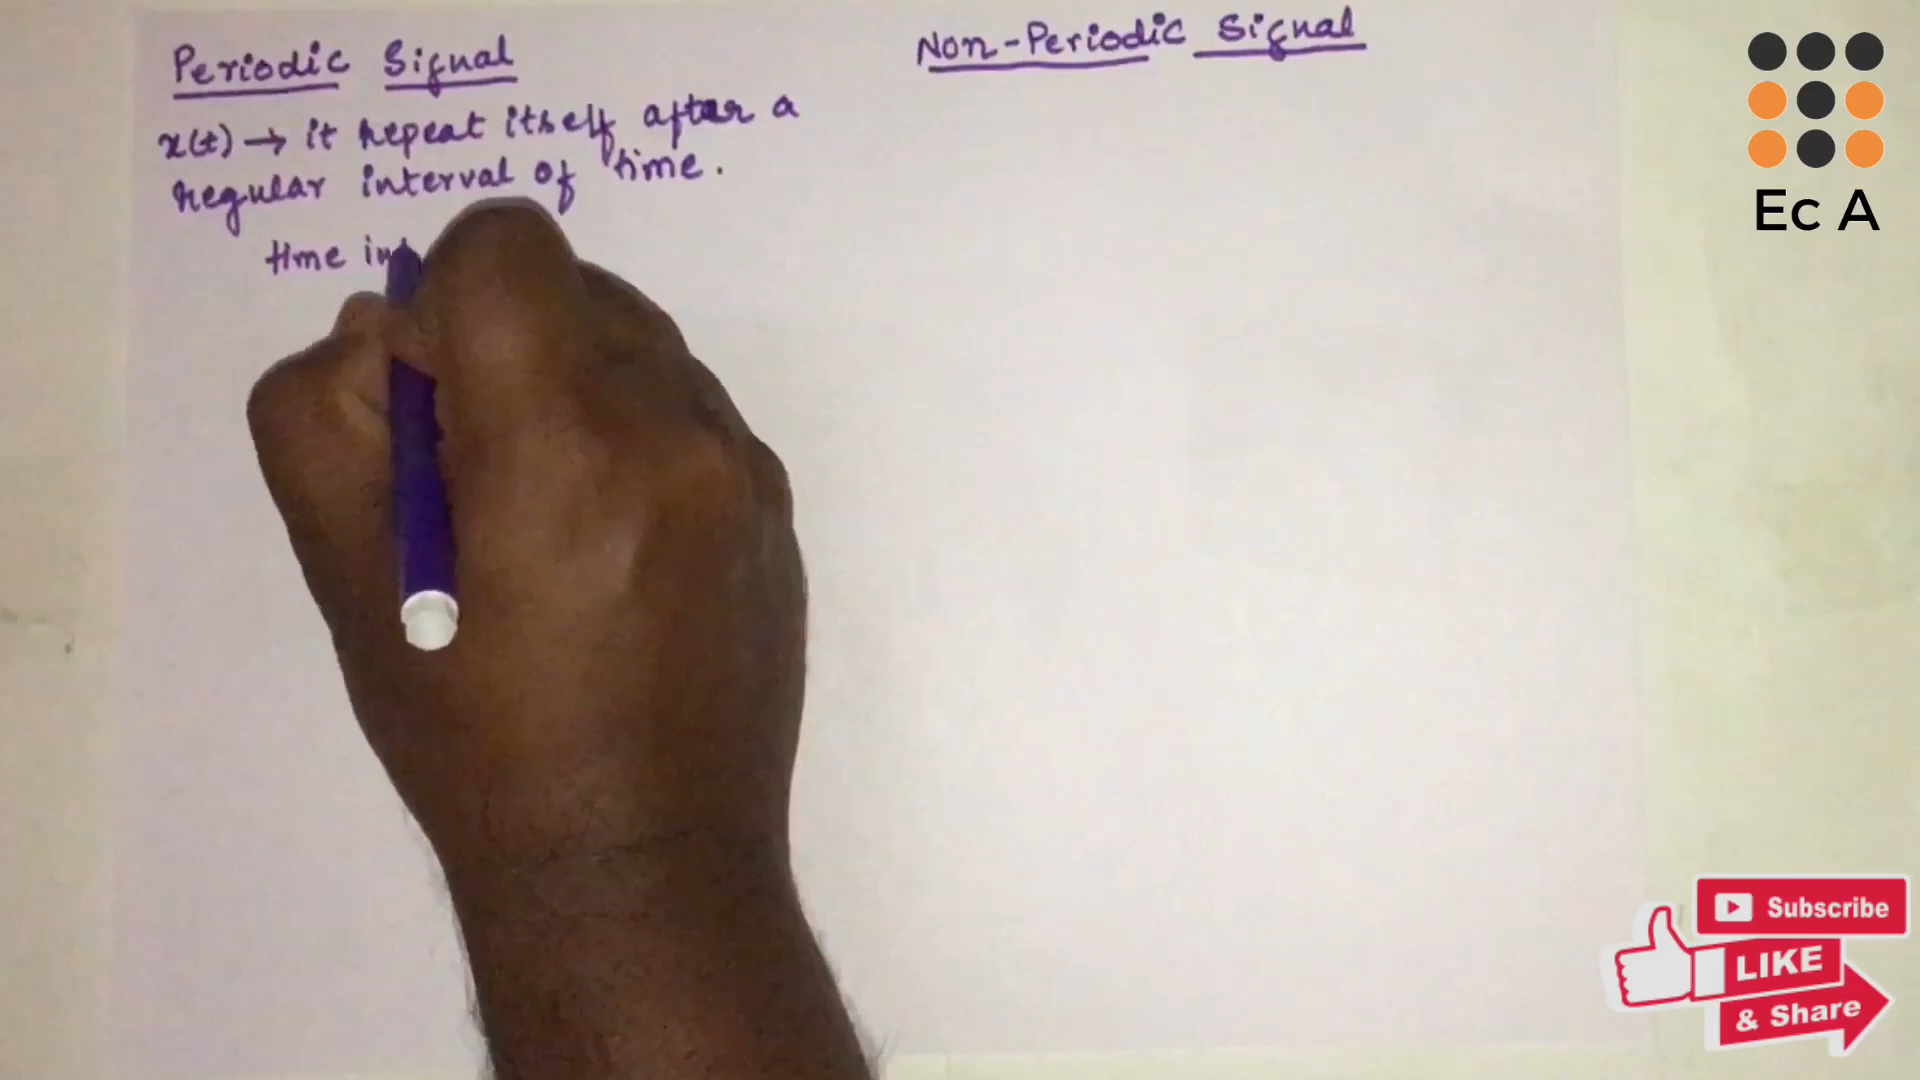 Periodic Signal
x(t) → it repeat itself after a
regular interval of time.
time in
Non-Periodic Signal
Ec A
Subscribe
LIKE
& Share